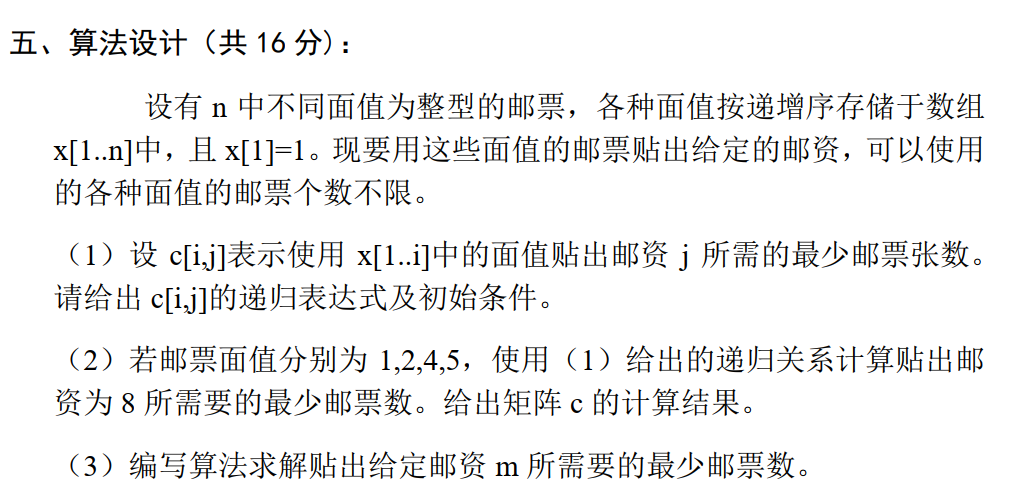 五、算法设计（共 16 分）：
设有 n 中不同面值为整型的邮票，各种面值按递增序存储于数组
x[1..n]中，且 x[1]=1。现要用这些面值的邮票贴出给定的邮资，可以使用
的各种面值的邮票个数不限。
（1）设 c[i,j]表示使用 x[1..i]中的面值贴出邮资 j 所需的最少邮票张数。
请给出 c[i,j]的递归表达式及初始条件。
（2）若邮票面值分别为 1,2,4,5，使用（1）给出的递归关系计算贴出邮
资为 8 所需要的最少邮票数。给出矩阵 c 的计算结果。
（3）编写算法求解贴出给定邮资 m 所需要的最少邮票数。